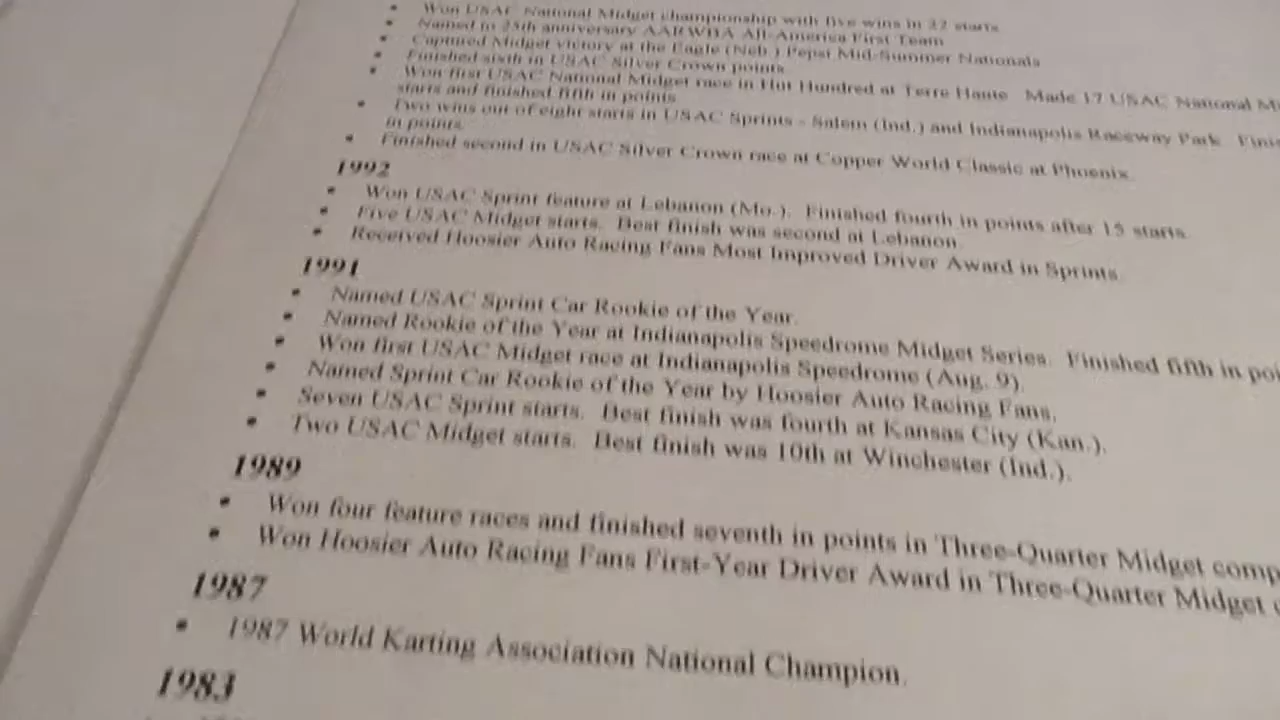 Won USAC National Midget championship with five wins in 22 starts
Named to 25th anniversary AARWBA All-America First Team
Captured Midget victory at the Eagle (Neb.) Pepsi Mid-Summer Nationals
Finished sixth in USAC Silver Crown points
Won first USAC National Midget race in Hut Hundred at Terre Haute. Made 17 USAC National
starts and finished fifth in points
Two wins out of eight starts in USAC Sprints - Salem (Ind.) and Indianapolis Raceway Park.
in points.
Finished second in USAC Silver Crown race at Copper World Classic at Phoenix.
1992
Won USAC Sprint feature at Lebanon (Mo.). Finished fourth in points after 15 starts.
Five USAC Midget starts. Best finish was second at Lebanon.
Received Hoosier Auto Racing Fans Most Improved Driver Award in Sprints.
1991
Named USAC Sprint Car Rookie of the Year.
Named Rookie of the Year at Indianapolis Speedrome Midget Series. Finished fifth in poi
Won first USAC Midget race at Indianapolis Speedrome (Aug. 9).
Named Sprint Car Rookie of the Year by Hoosier Auto Racing Fans.
Seven USAC Sprint starts. Best finish was fourth at Kansas City (Kan.).
Two USAC Midget starts. Best finish was 10th at Winchester (Ind.).
1989
Won four feature races and finished seventh in points in Three-Quarter Midget comp
Won Hoosier Auto Racing Fans First-Year Driver Award in Three-Quarter Midget
1987
1987 World Karting Association National Champion.
1983